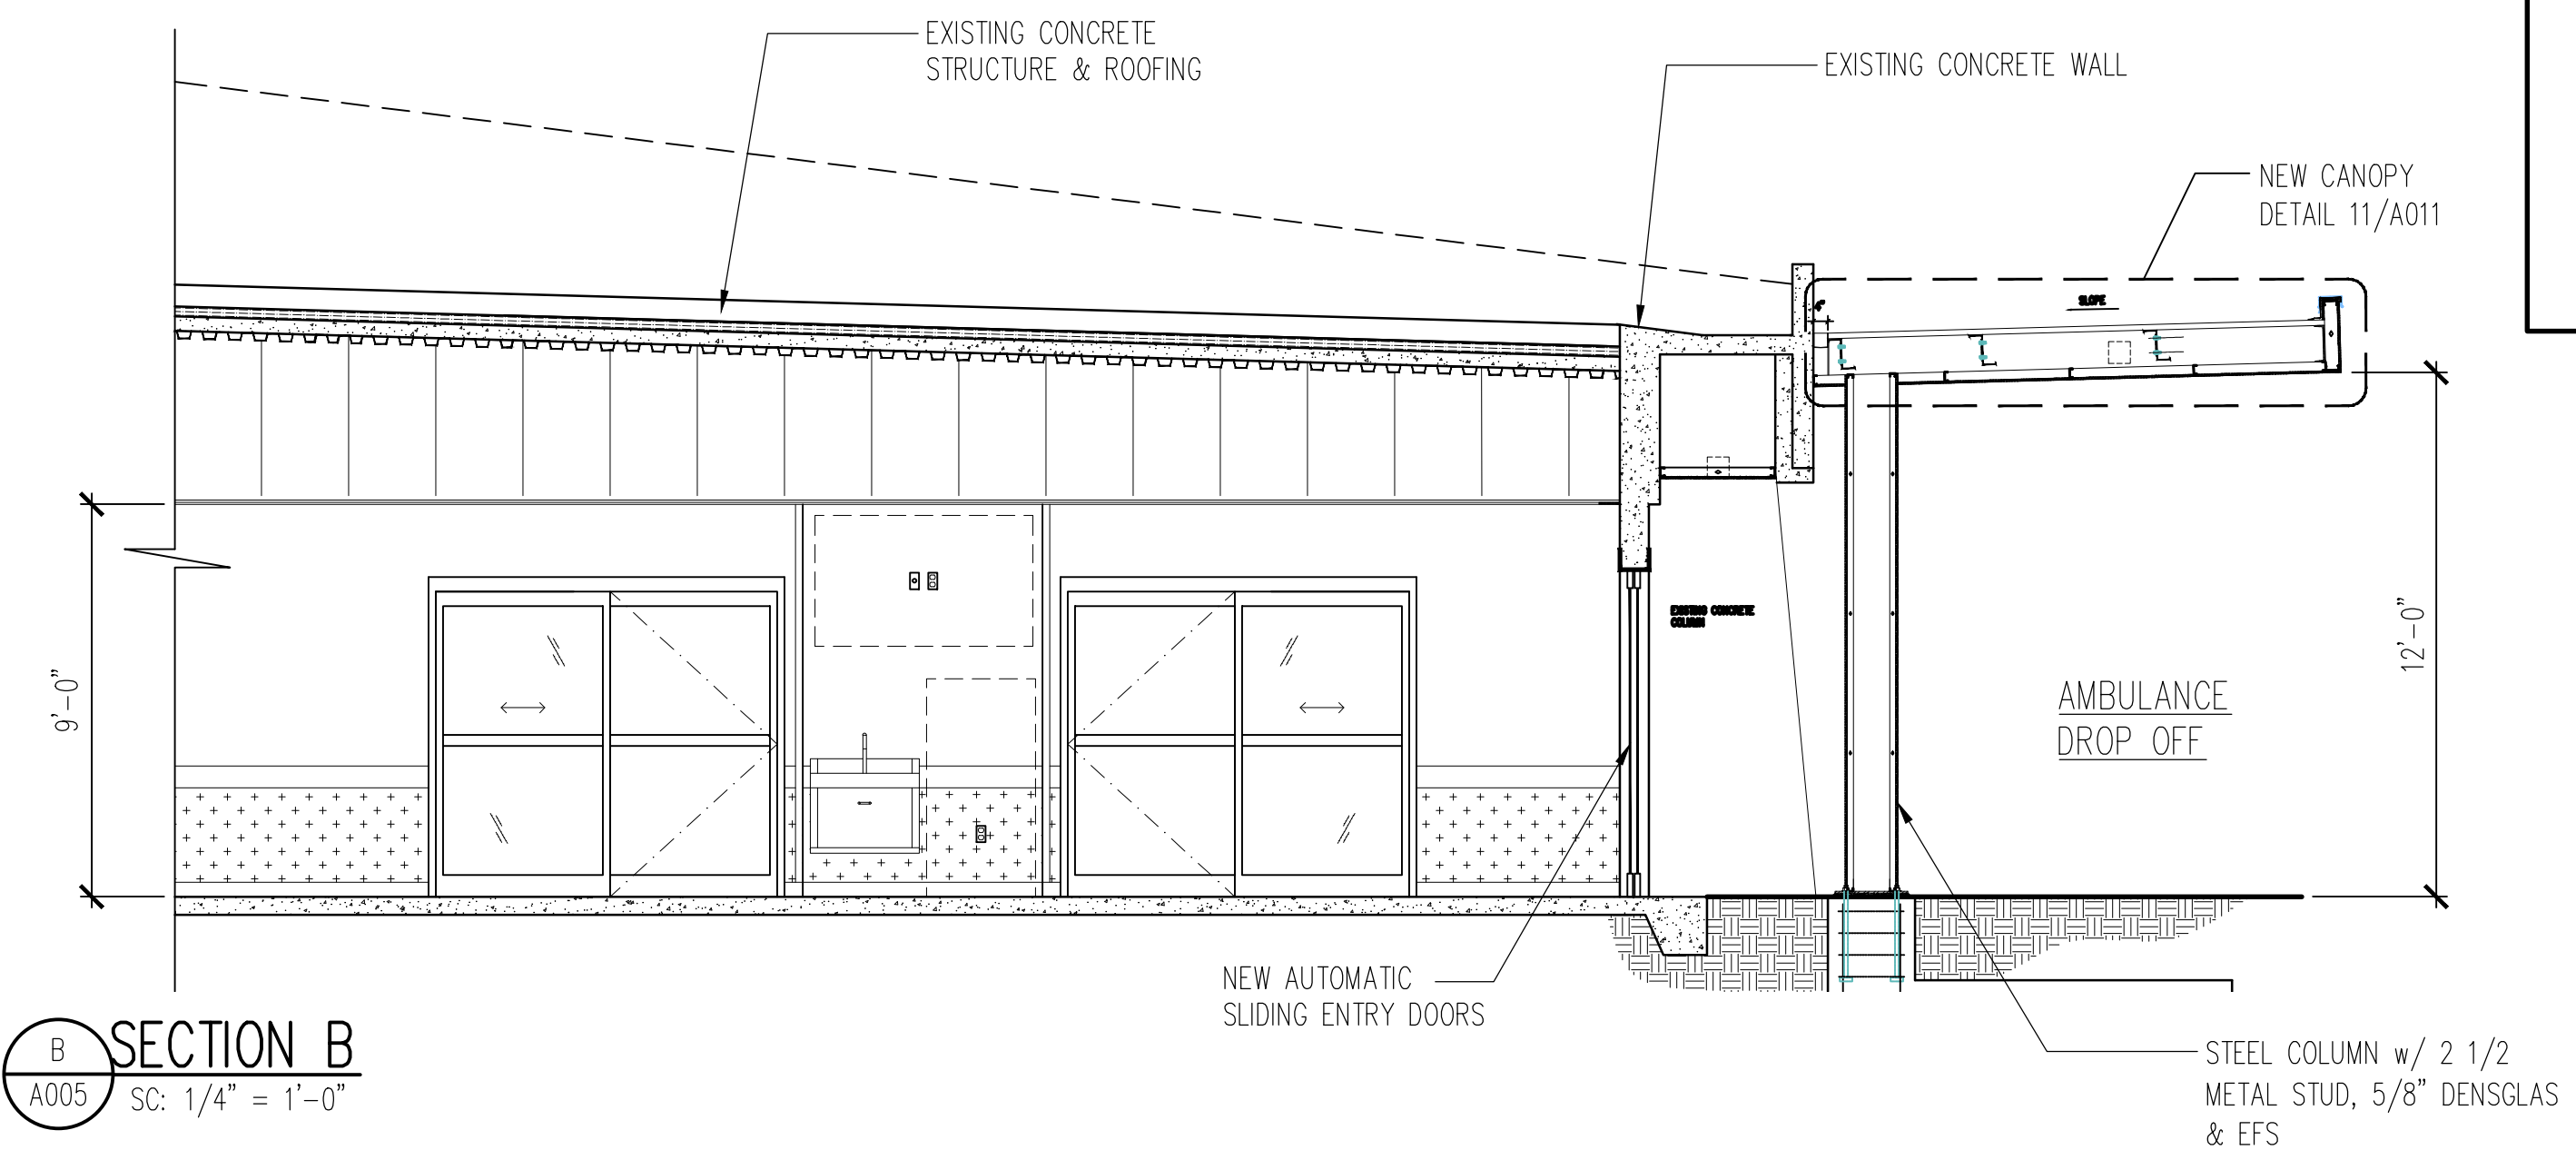 EXISTING CONCRETE
STRUCTURE & ROOFING
EXISTING CONCRETE WALL
NEW CANOPY
DETAIL 11/A011
SLOPE
6"
9'-0"
EXISTING CONCRETE
COLUMN
AMBULANCE
DROP OFF
12'-0"
NEW AUTOMATIC
SLIDING ENTRY DOORS
STEEL COLUMN w/ 2 1/2
METAL STUD, 5/8" DENSGLAS
& EFS
B
A005
SECTION B
SC: 1/4" = 1'-0"